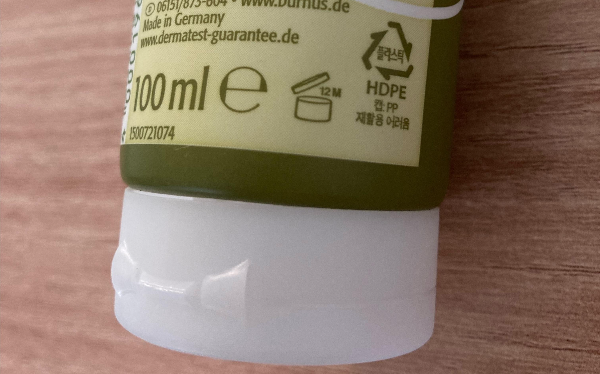 06151/873-804 • www.burnus.de
Made in Germany
www.dermatest-guarantee.de
100 ml ℮
12 M
1500721074
플라스틱
HDPE
캡: PP
재활용 어려움